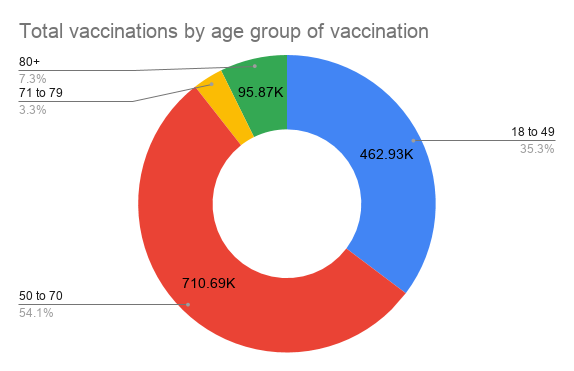 Total vaccinations by age group of vaccination
80+
7.3%
71 to 79
3.3%
95.87K
18 to 49
35.3%
462.93K
710.69K
50 to 70
54.1%